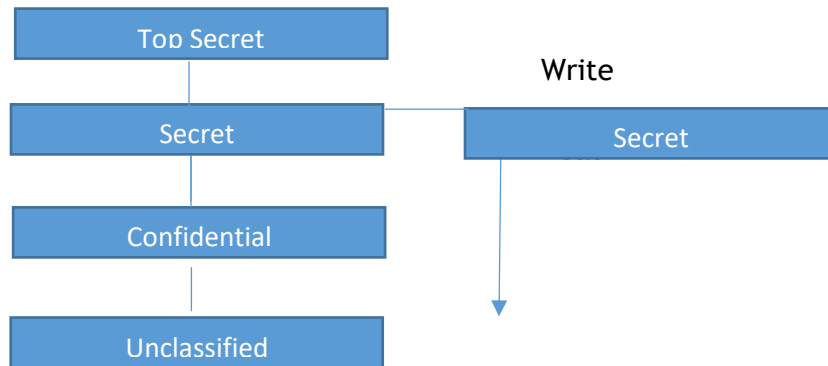 Top Secret
Write
Secret
Secret
Confidential
Unclassified